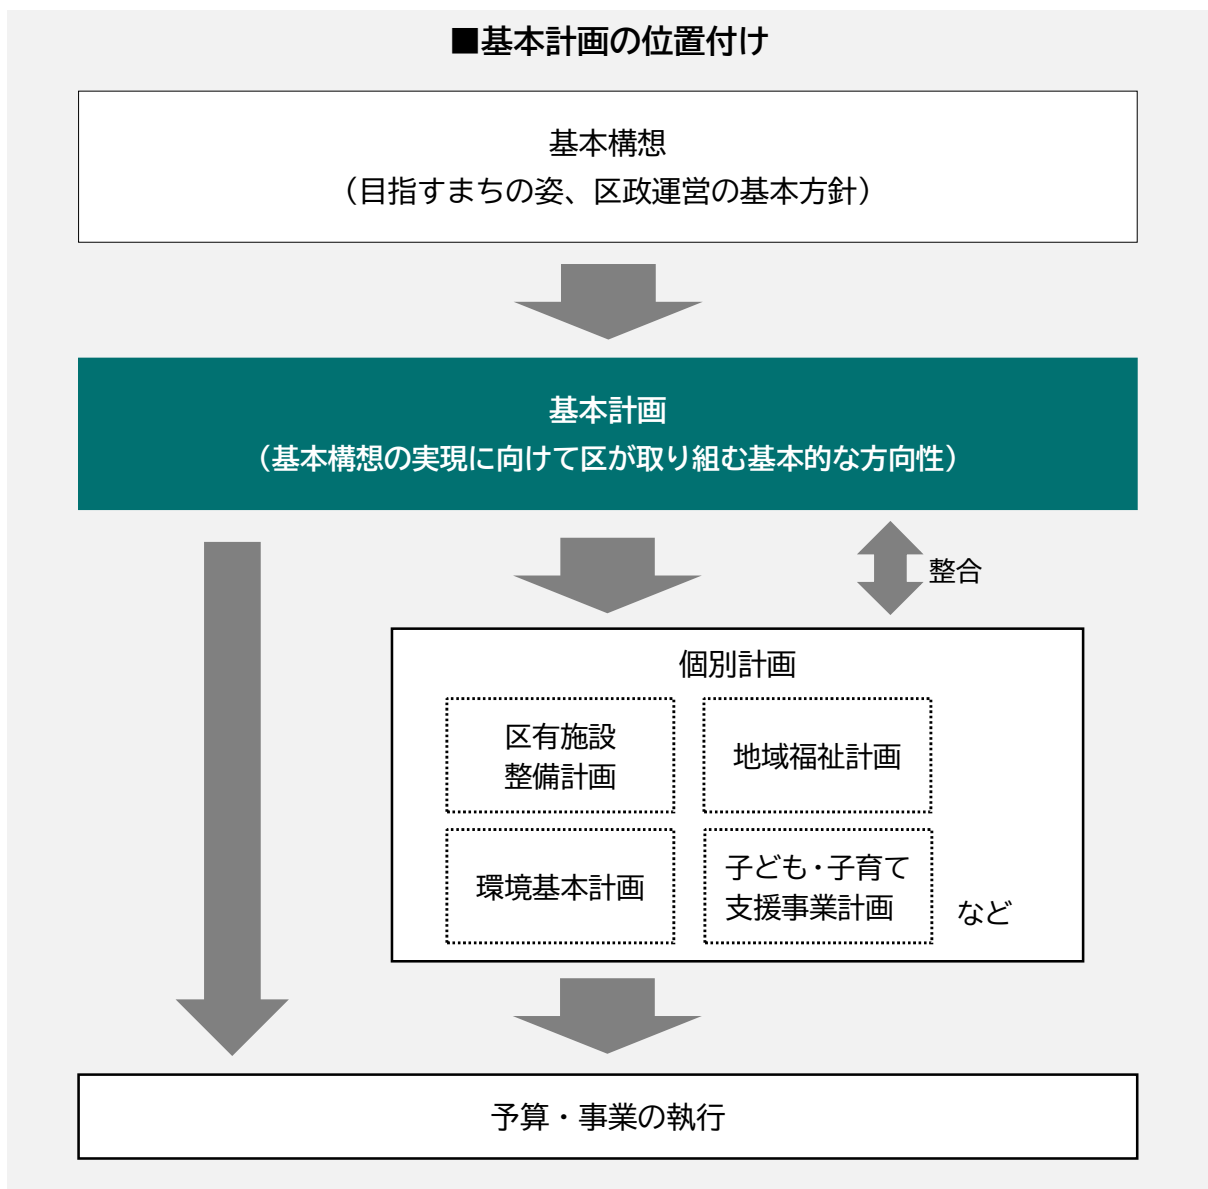 ■基本計画の位置付け
基本構想
（目指すまちの姿、区政運営の基本方針）
基本計画
（基本構想の実現に向けて区が取り組む基本的な方向性）
整合
個別計画
区有施設
整備計画
地域福祉計画
環境基本計画
子ども・子育て
支援事業計画
など
予算・事業の執行